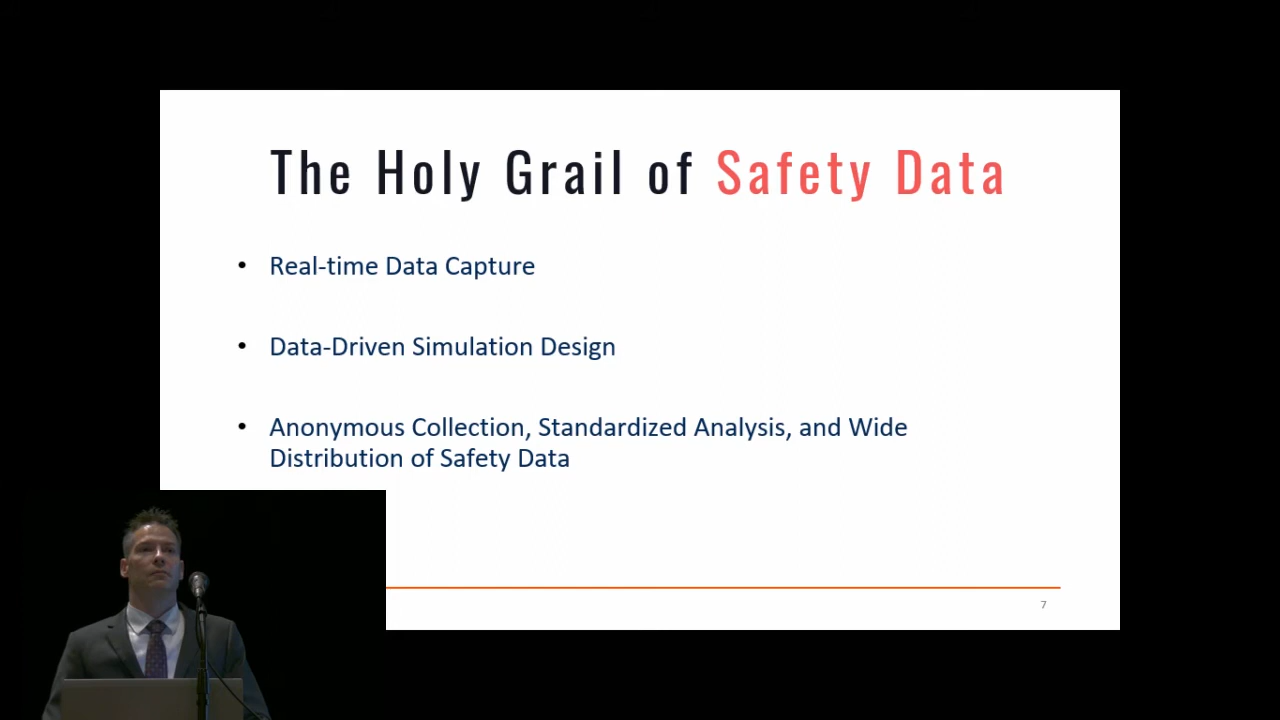 The Holy Grail of Safety Data
• Real-time Data Capture
• Data-Driven Simulation Design
• Anonymous Collection, Standardized Analysis, and Wide
Distribution of Safety Data
7